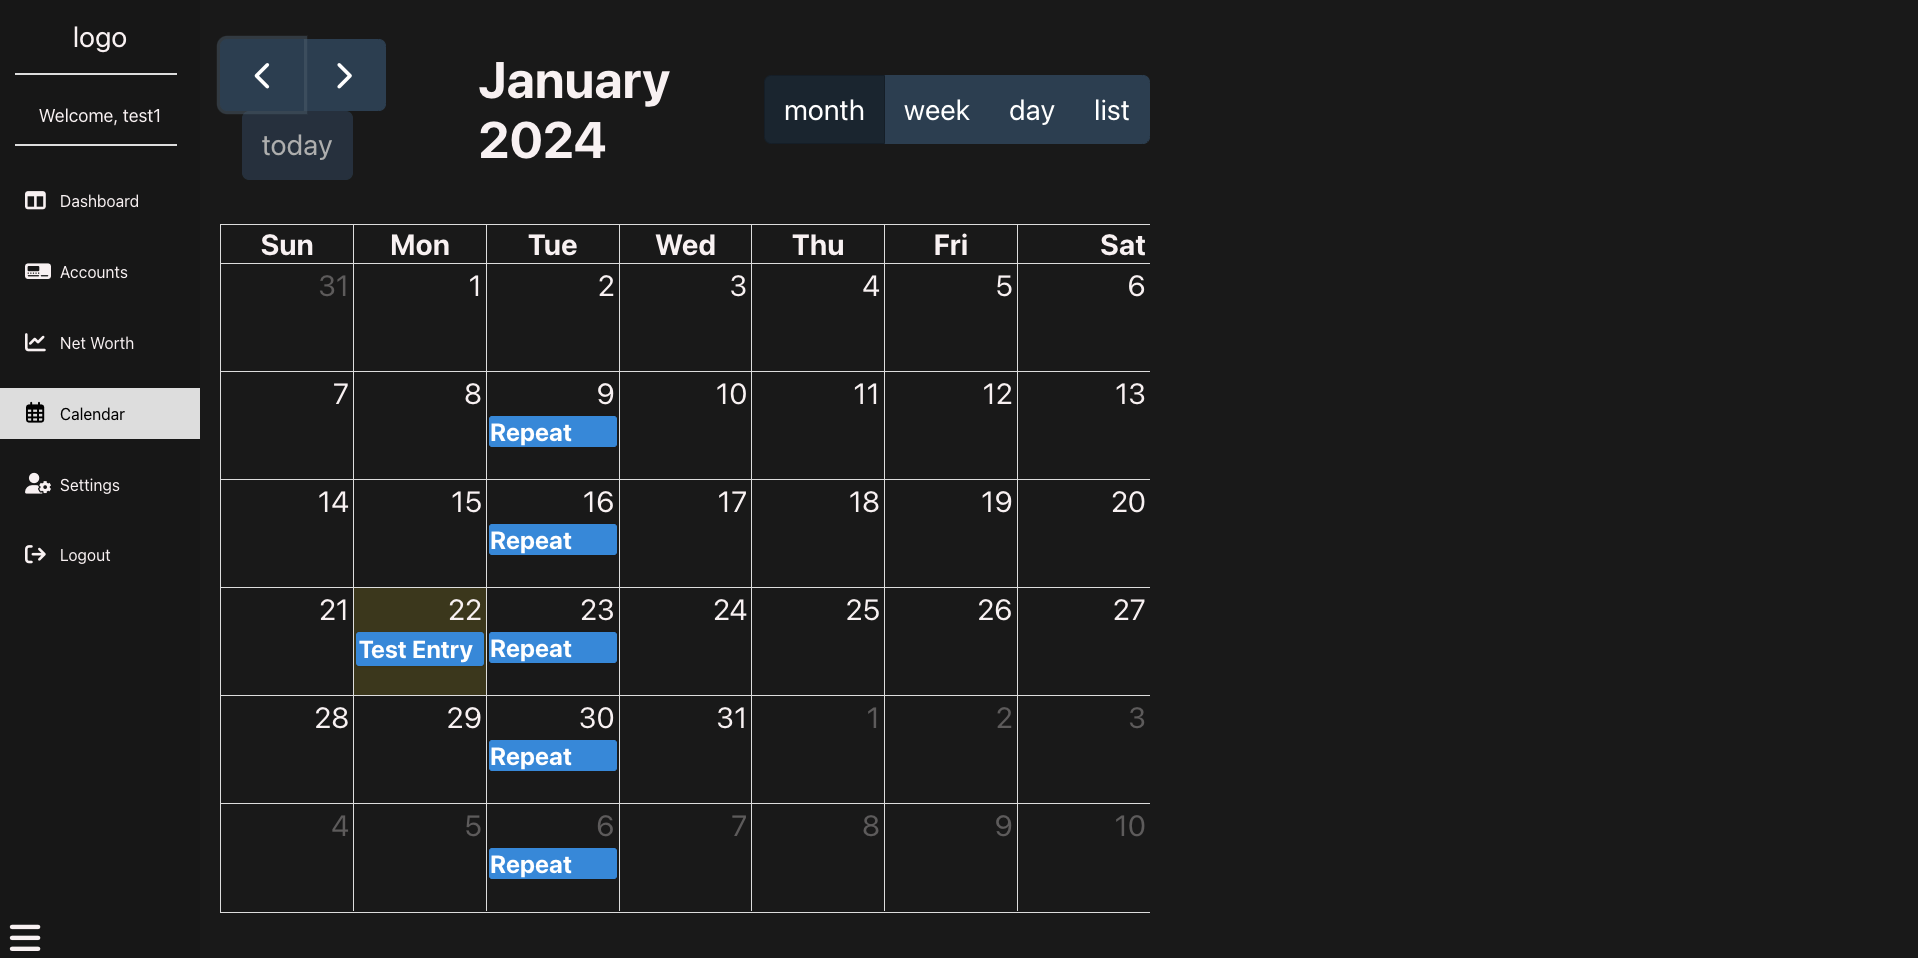 logo
Welcome, test1
Dashboard
Accounts
Net Worth
Calendar
Settings
Logout
today
January
2024
month week day list
Sun Mon Tue Wed Thu Fri Sat
31 1 2 3 4 5 6
7 8 9 10 11 12 13
Repeat
14 15 16 17 18 19 20
Repeat
21 22 23 24 25 26 27
Test Entry Repeat
28 29 30 31 1 2 3
Repeat
4 5 6 7 8 9 10
Repeat